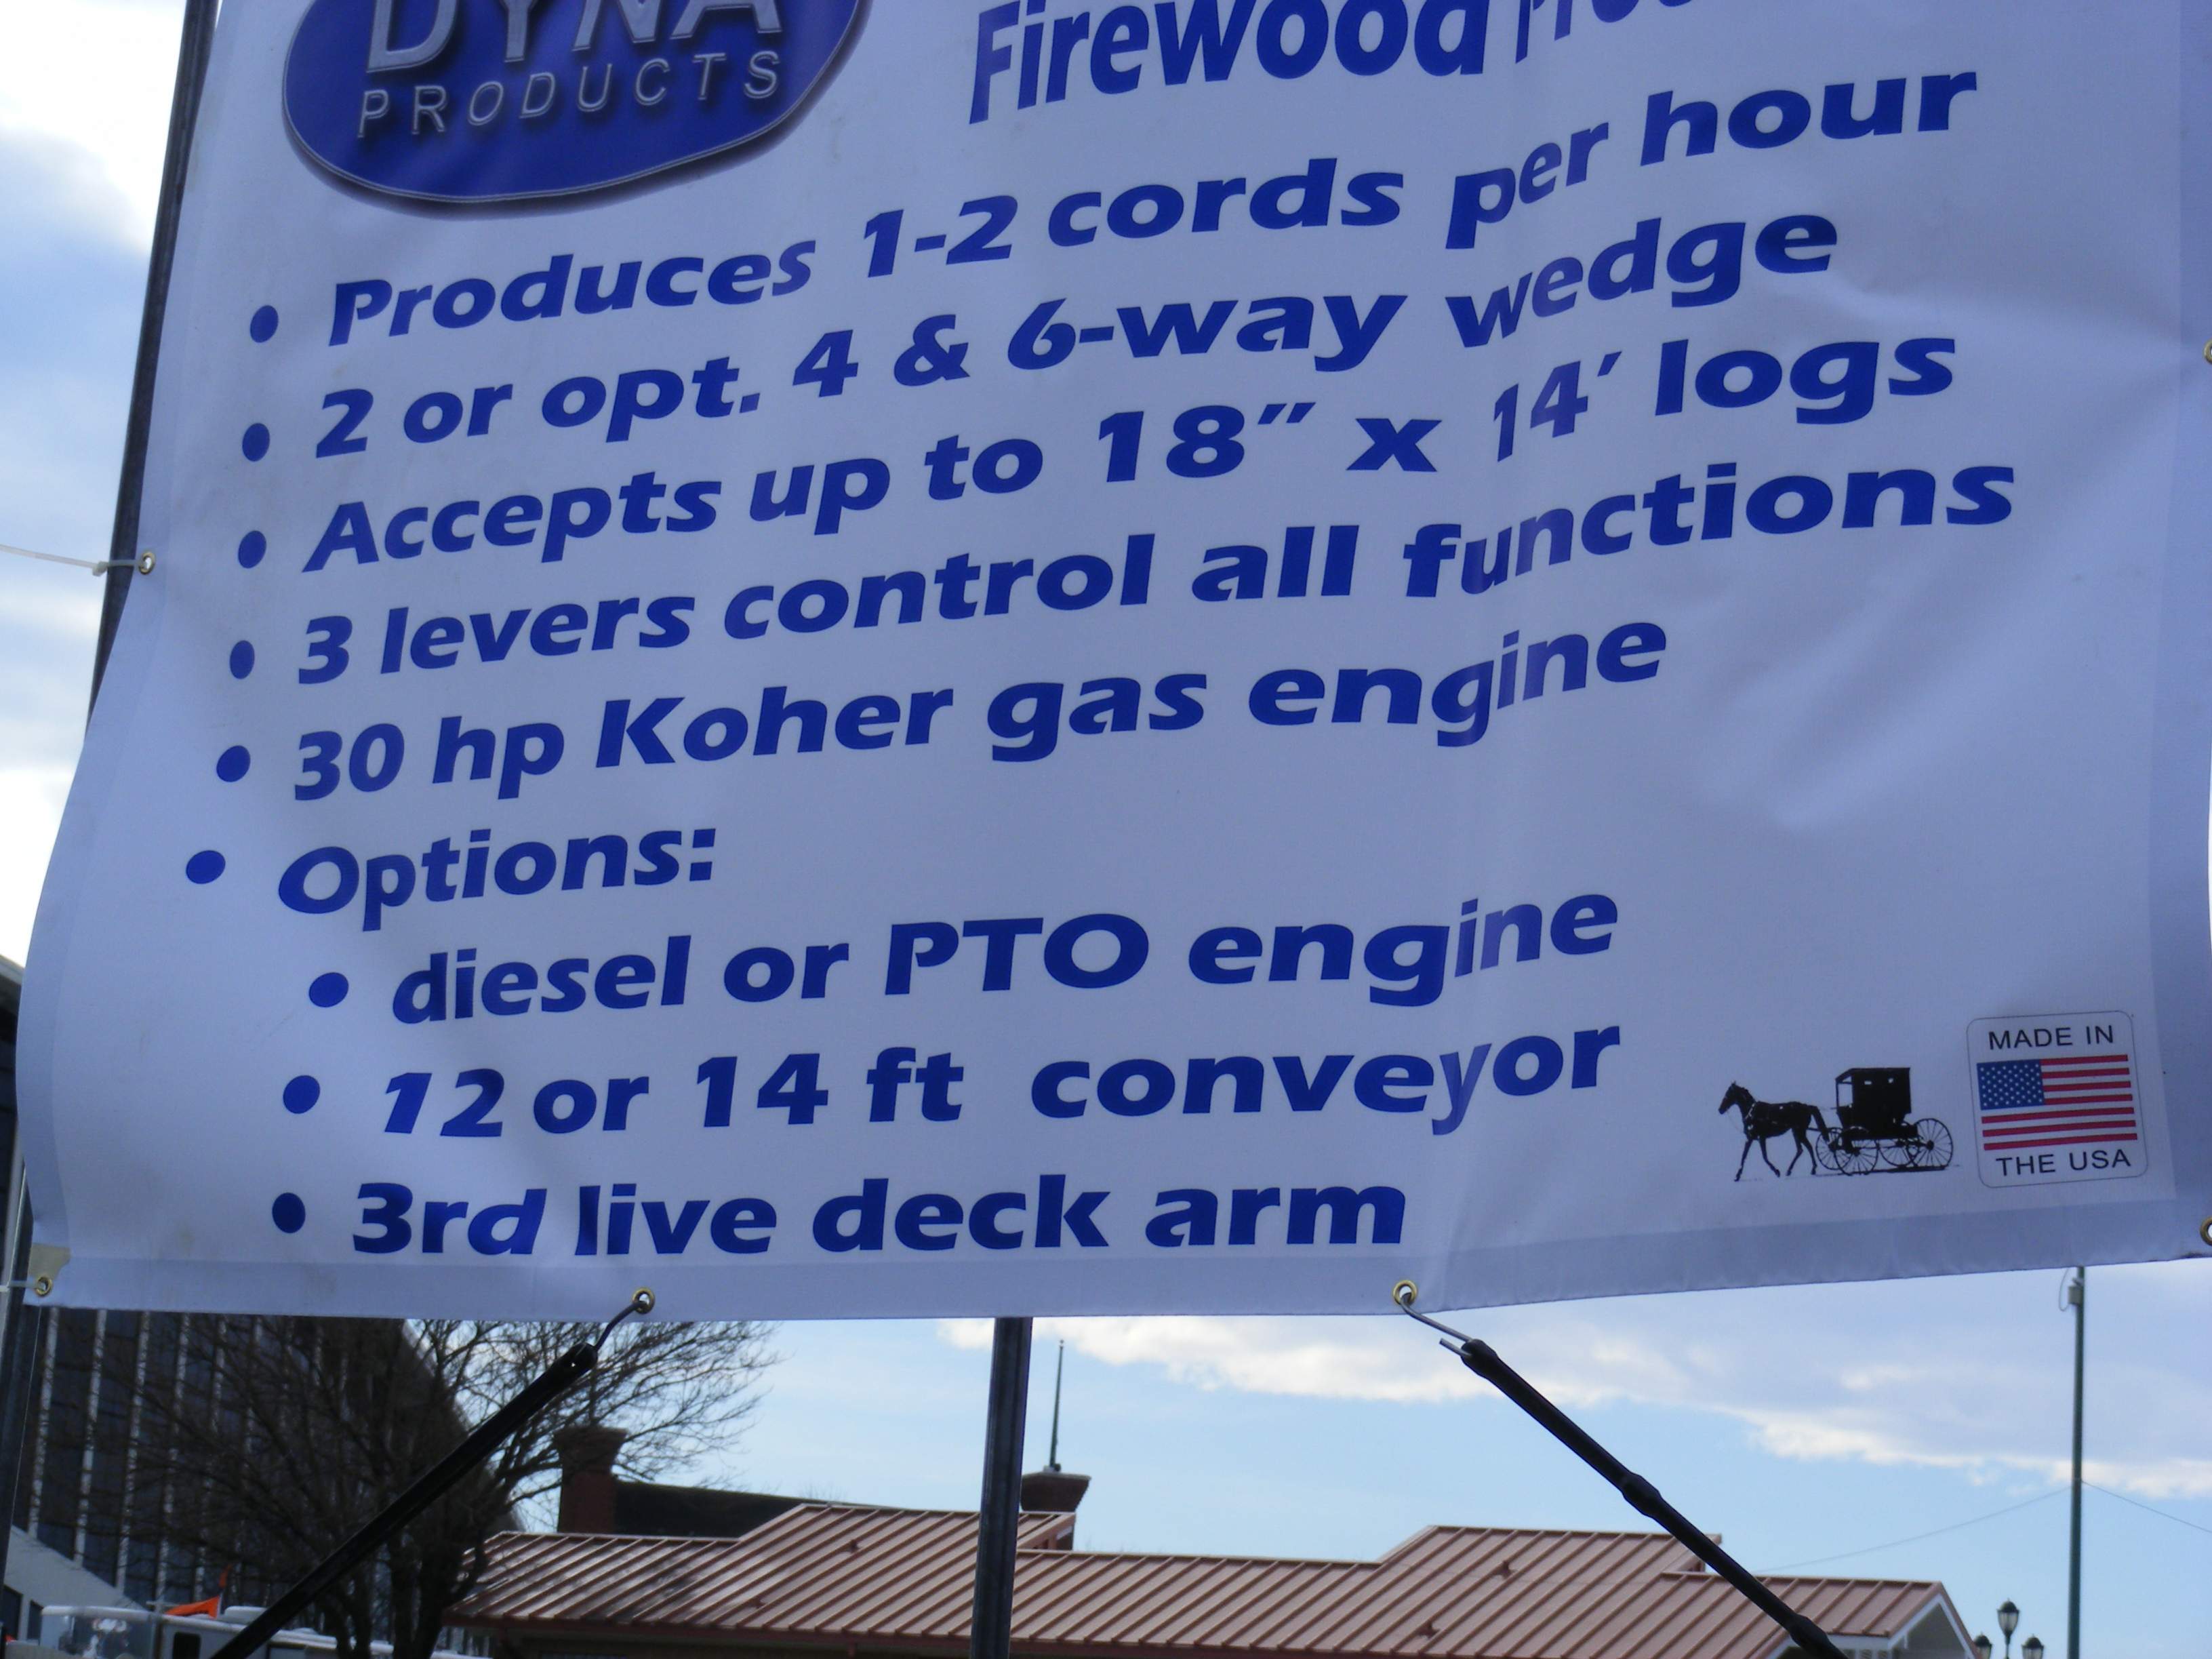 DYNA
PRODUCTS
Firewood
• Produces 1-2 cords per hour
• 2 or opt. 4 & 6-way wedge
• Accepts up to 18” x 14’ logs
• 3 levers control all functions
• 30 hp Koher gas engine
• Options:
• diesel or PTO engine
• 12 or 14 ft conveyor
• 3rd live deck arm
MADE IN
THE USA